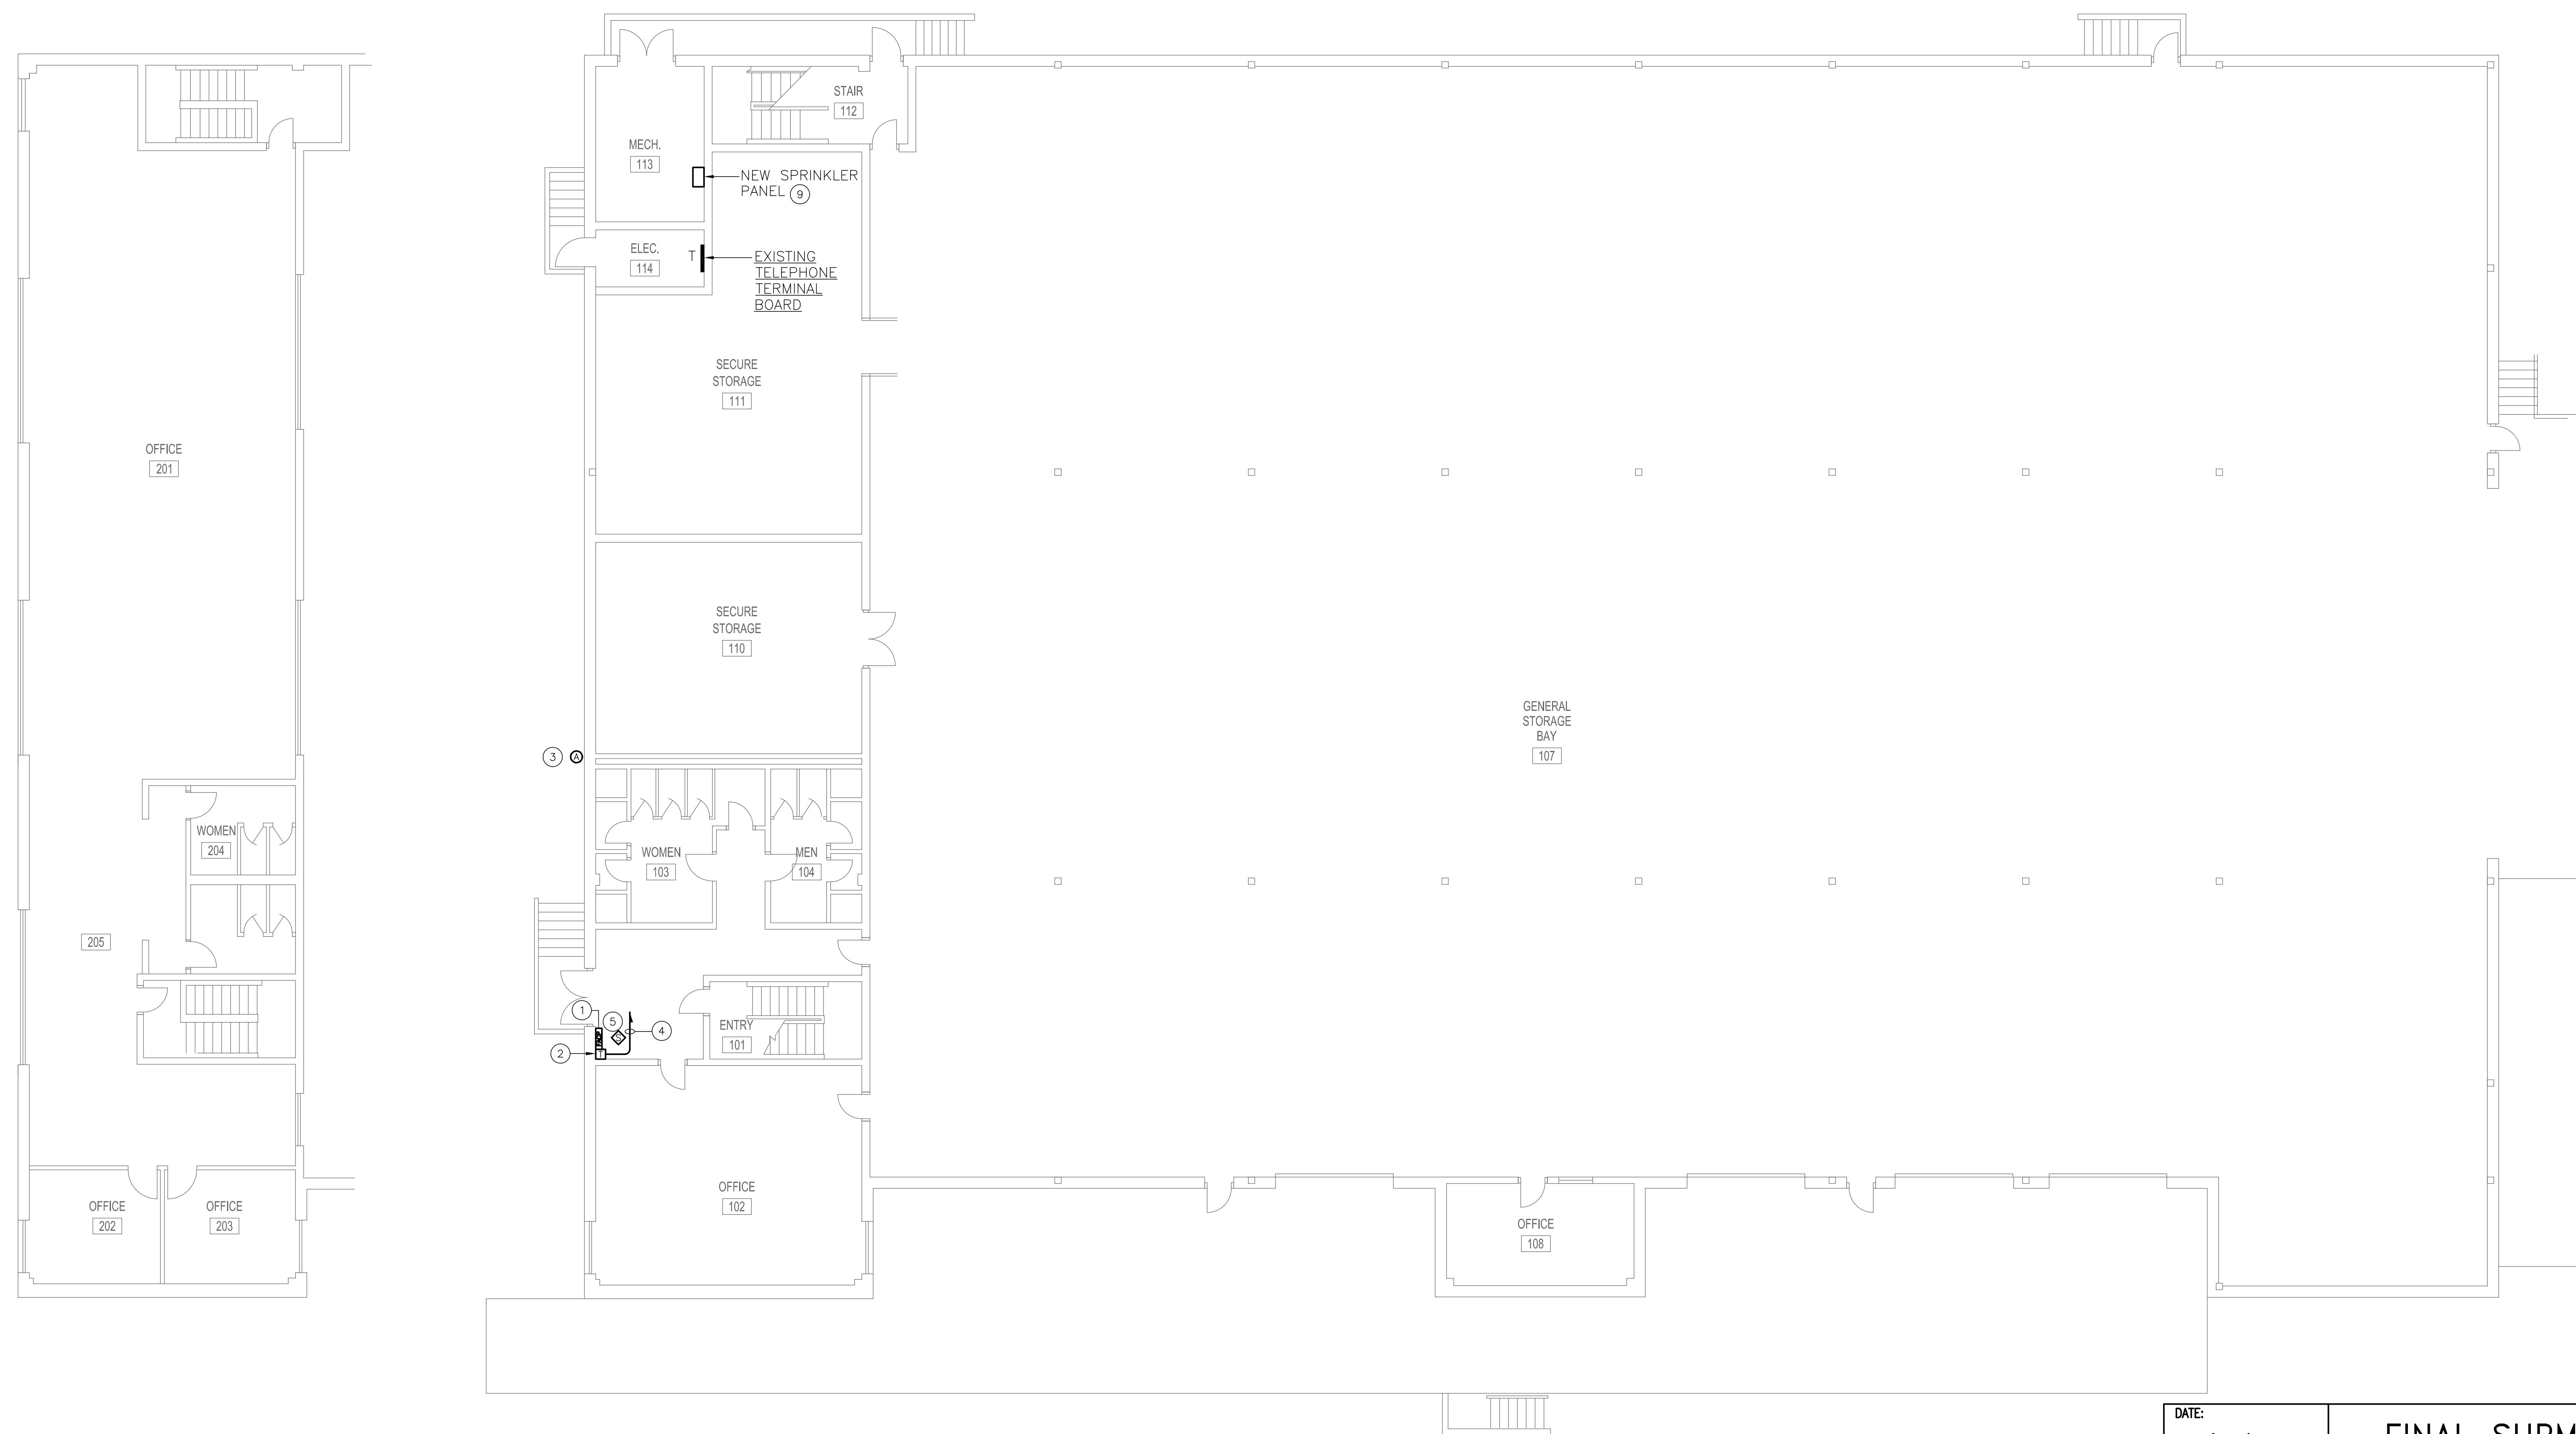 STAIR
112
MECH.
113
NEW SPRINKLER
PANEL 9
ELEC.
114
T
EXISTING
TELEPHONE
TERMINAL
BOARD
SECURE
STORAGE
111
OFFICE
201
SECURE
STORAGE
110
GENERAL
STORAGE
BAY
107
3 A
WOMEN
204
WOMEN
103
MEN
104
205
1
5
4
S
FACP
2
T
ENTRY
101
OFFICE
102
OFFICE
202
OFFICE
203
OFFICE
108
DATE: